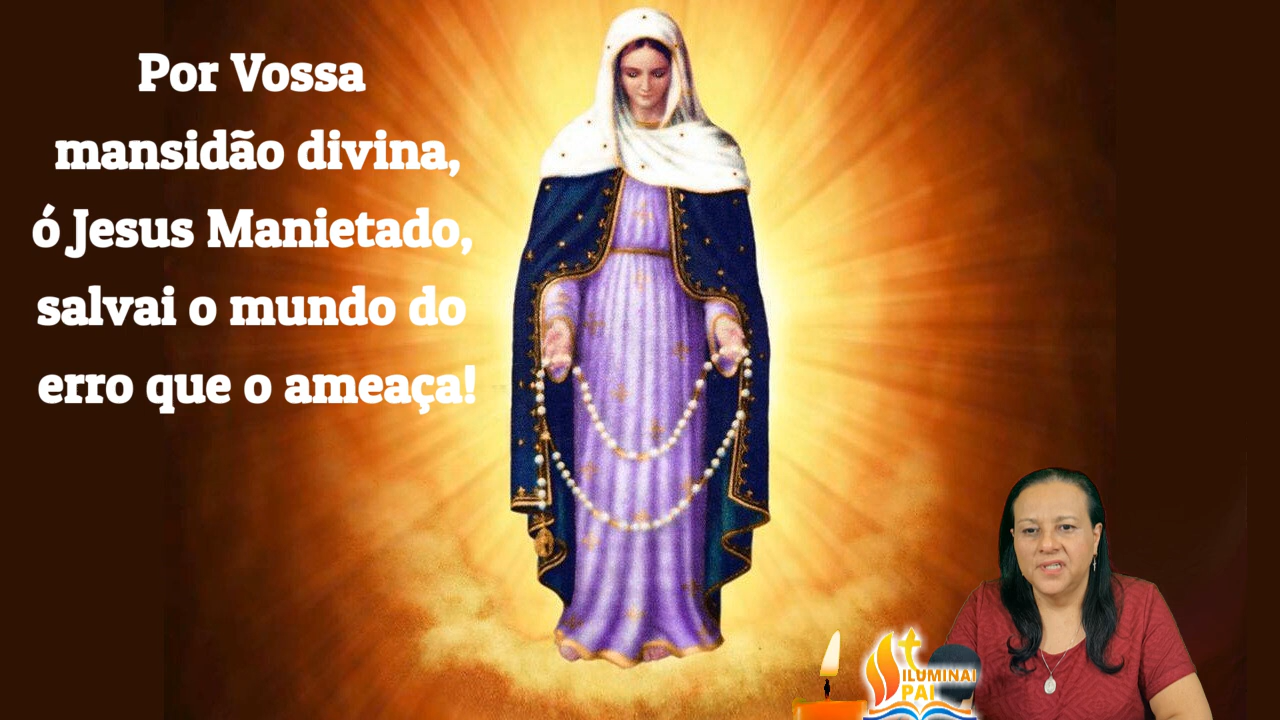 Por Vossa
mansidão divina,
ó Jesus Manietado,
salvai o mundo do
erro que o ameaça!
ILUMINAI
PAI